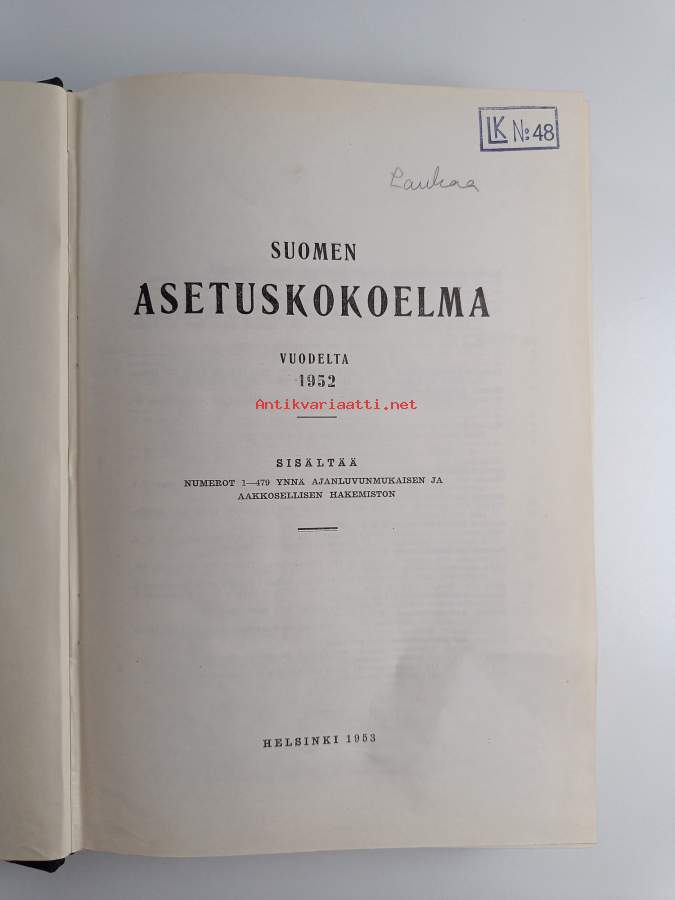 LK №:48
Laukaa
SUOMEN
ASETUSKOKOELMA
VUODELTA
1952
Antikvariaatti.net
SISÄLTÄÄ
NUMEROT 1—479 YNNÄ AJANLUVUNMUKAISEN JA
AAKKOSELLISEN HAKEMISTON
HELSINKI 1953